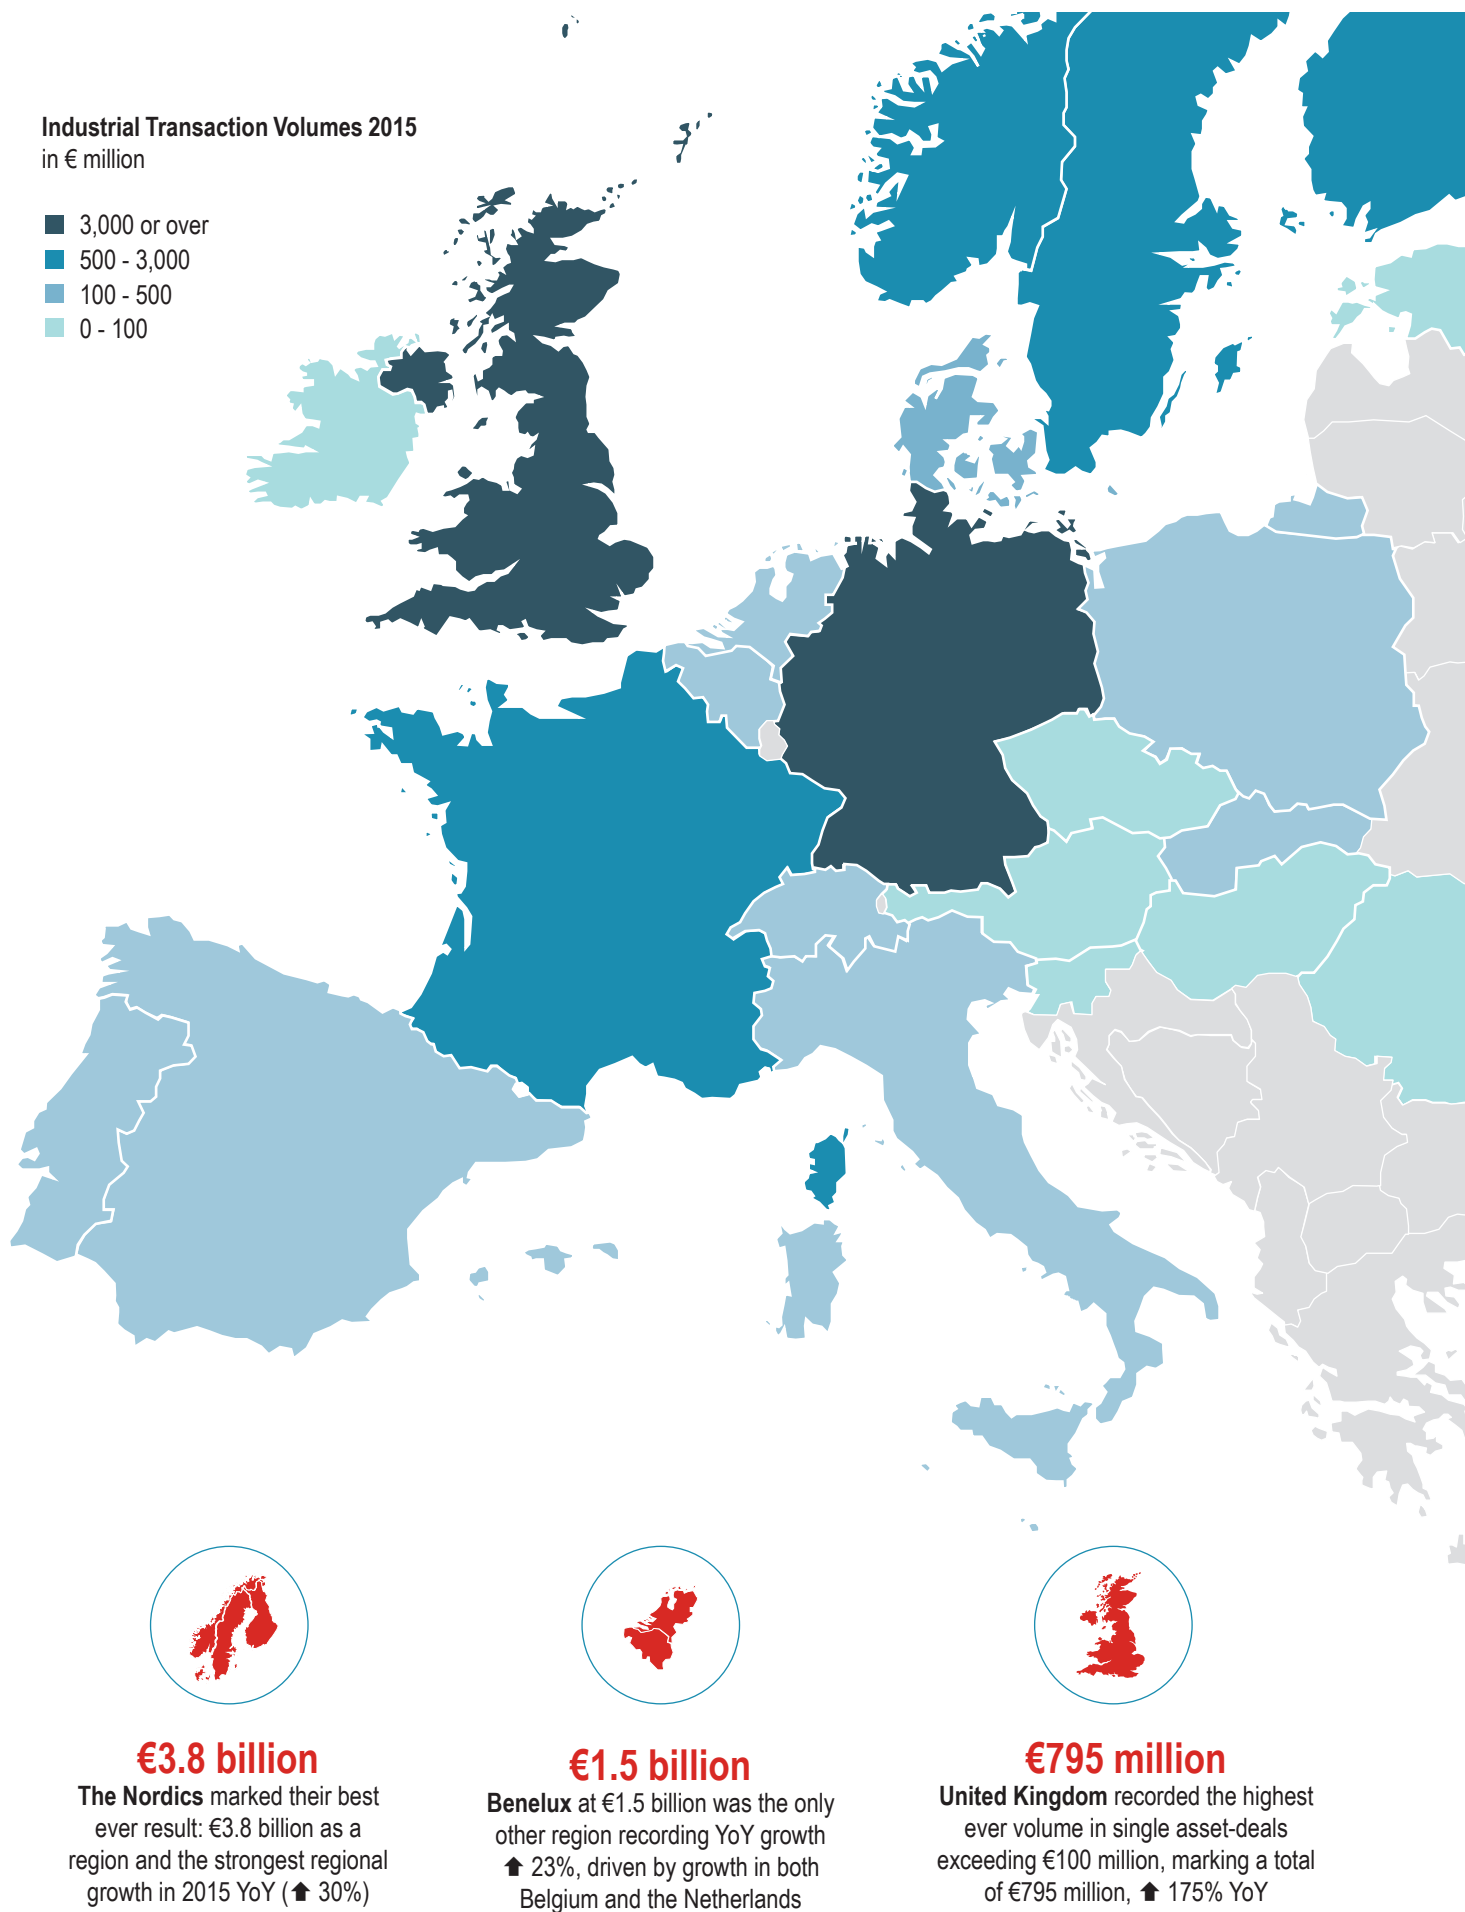 Industrial Transaction Volumes 2015
in € million
3,000 or over
500 - 3,000
100 - 500
0 - 100
€3.8 billion
The Nordics marked their best
ever result: €3.8 billion as a
region and the strongest regional
growth in 2015 YoY (🡅 30%)
€1.5 billion
Benelux at €1.5 billion was the only
other region recording YoY growth
🡅 23%, driven by growth in both
Belgium and the Netherlands
€795 million
United Kingdom recorded the highest
ever volume in single asset-deals
exceeding €100 million, marking a total
of €795 million, 🡅 175% YoY